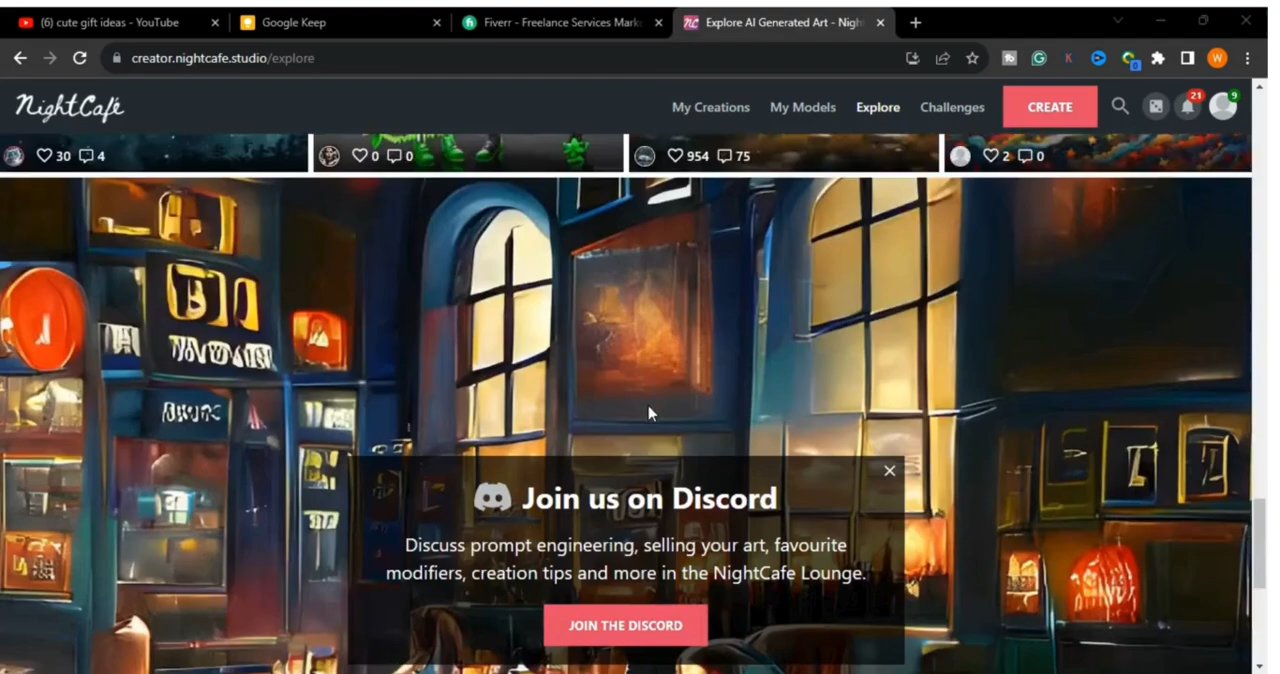 (6) cute gift ideas - YouTube
Google Keep
Fiverr - Freelance Services Mark
Explore AI Generated Art - Nigh
creator.nightcafe.studio/explore
NightCafé
My Creations
My Models
Explore
Challenges
CREATE
21
9
30
4
0
0
954
75
2
0
Join us on Discord
Discuss prompt engineering, selling your art, favourite
modifiers, creation tips and more in the NightCafe Lounge.
JOIN THE DISCORD